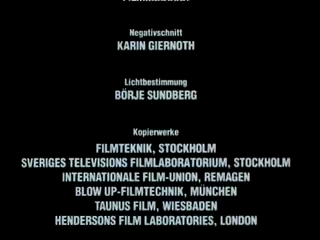 Negativschnitt
KARIN GIERNOTH
Lichtbestimmung
BÖRJE SUNDBERG
Kopierwerke
FILMTEKNIK, STOCKHOLM
SVERIGES TELEVISIONS FILMLABORATORIUM, STOCKHOLM
INTERNATIONALE FILM-UNION, REMAGEN
BLOW UP-FILMTECHNIK, MÜNCHEN
TAUNUS FILM, WIESBADEN
HENDERSONS FILM LABORATORIES, LONDON